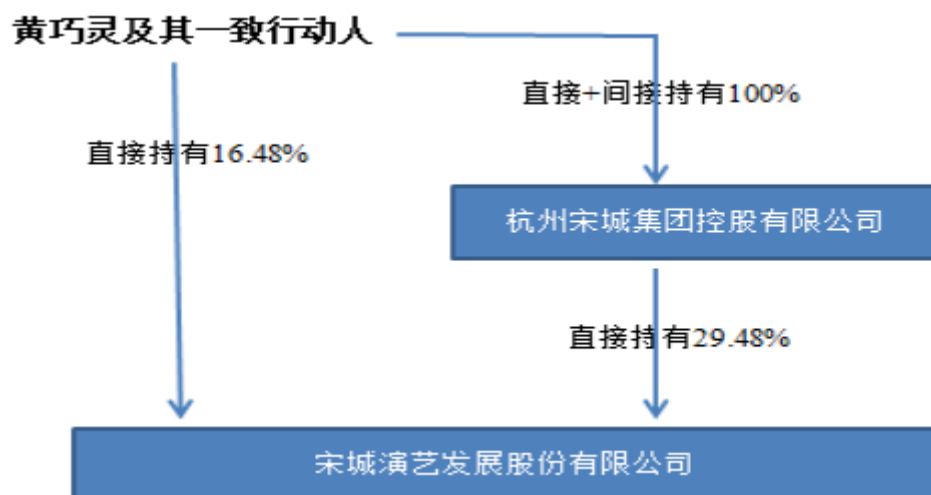 黄巧灵及其一致行动人
直接+间接持有100%
直接持有16.48%
杭州宋城集团控股有限公司
直接持有29.48%
宋城演艺发展股份有限公司